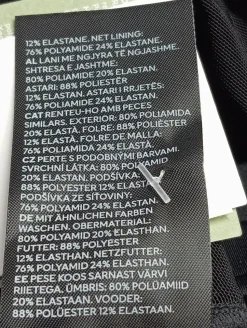 12% ELASTANE. NET LINING:
76% POLYAMIDE 24% ELASTANE.
AL LANI ME NGJYRA TË NGJASHME.
SHTRESA E JASHTME:
80% POLIAMIDË 20% ELASTAN.
ASTARI: 88% POLIESTËR
12% ELASTAN. ASTARI I RRJETËS:
76% POLIAMIDË 24% ELASTAN.
CAT RENTEU-HO AMB PECES
SIMILARS. EXTERIOR: 80% POLIAMIDA
20% ELASTÀ. FOLRE: 88% POLIÈSTER
12% ELASTÀ. FOLRE DE MALLA:
76% POLIAMIDA 24% ELASTÀ.
CZ PERTE S PODOBNÝMI BARVAMI.
SVRCHNÍ LÁTKA: 80% POLYAMID
20% ELASTAN. PODŠÍVKA:
88% POLYESTER 12% ELASTAN.
PODŠÍVKA ZE SÍŤOVINY:
76% POLYAMID 24% ELASTAN.
DE MIT ÄHNLICHEN FARBEN
WASCHEN. OBERMATERIAL:
80% POLYAMID 20% ELASTHAN.
FUTTER: 88% POLYESTER
12% ELASTHAN. NETZFUTTER:
76% POLYAMID 24% ELASTHAN.
EE PESE KOOS SARNAST VÄRVI
RIIETEGA. ÜMBRIS: 80% POLÜAMIID
20% ELASTAAN. VOODER:
88% POLÜESTER 12% ELASTAAN.